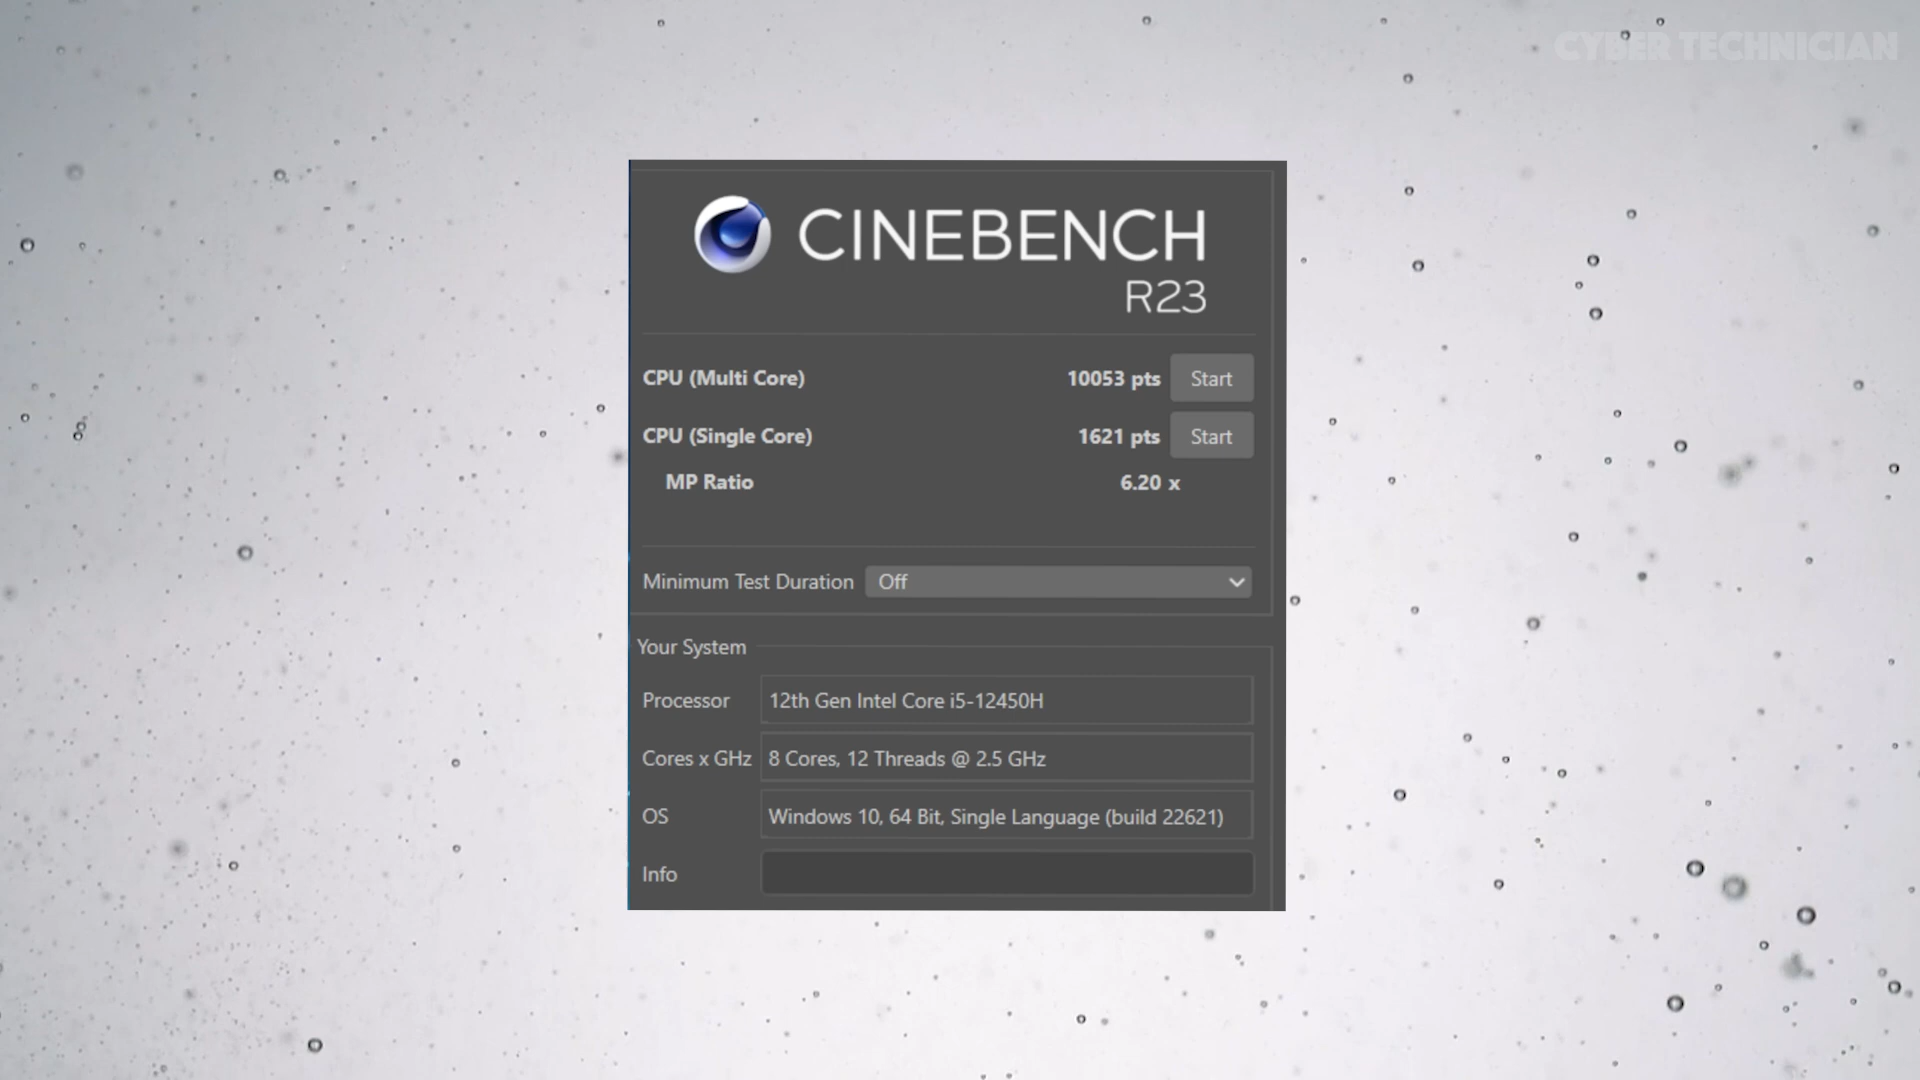 CYBER TECHNICIAN
CINEBENCH
R23
CPU (Multi Core) 10053 pts Start
CPU (Single Core) 1621 pts Start
MP Ratio 6.20 x
Minimum Test Duration Off
Your System
Processor 12th Gen Intel Core i5-12450H
Cores x GHz 8 Cores, 12 Threads @ 2.5 GHz
OS Windows 10, 64 Bit, Single Language (build 22621)
Info